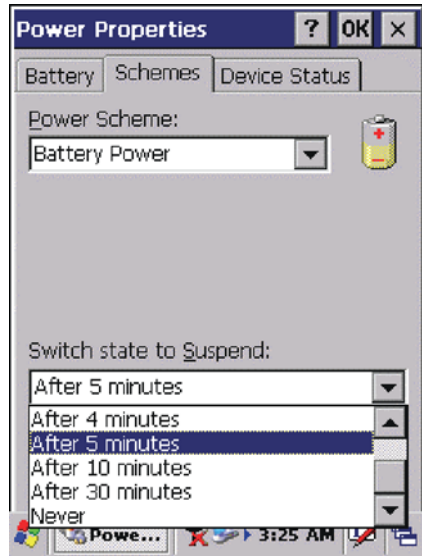 Power Properties ? OK ×
Battery Schemes Device Status
Power Scheme:
Battery Power
Switch state to Suspend:
After 5 minutes
After 4 minutes
After 5 minutes
After 10 minutes
After 30 minutes
Never
Powe... 3:25 AM